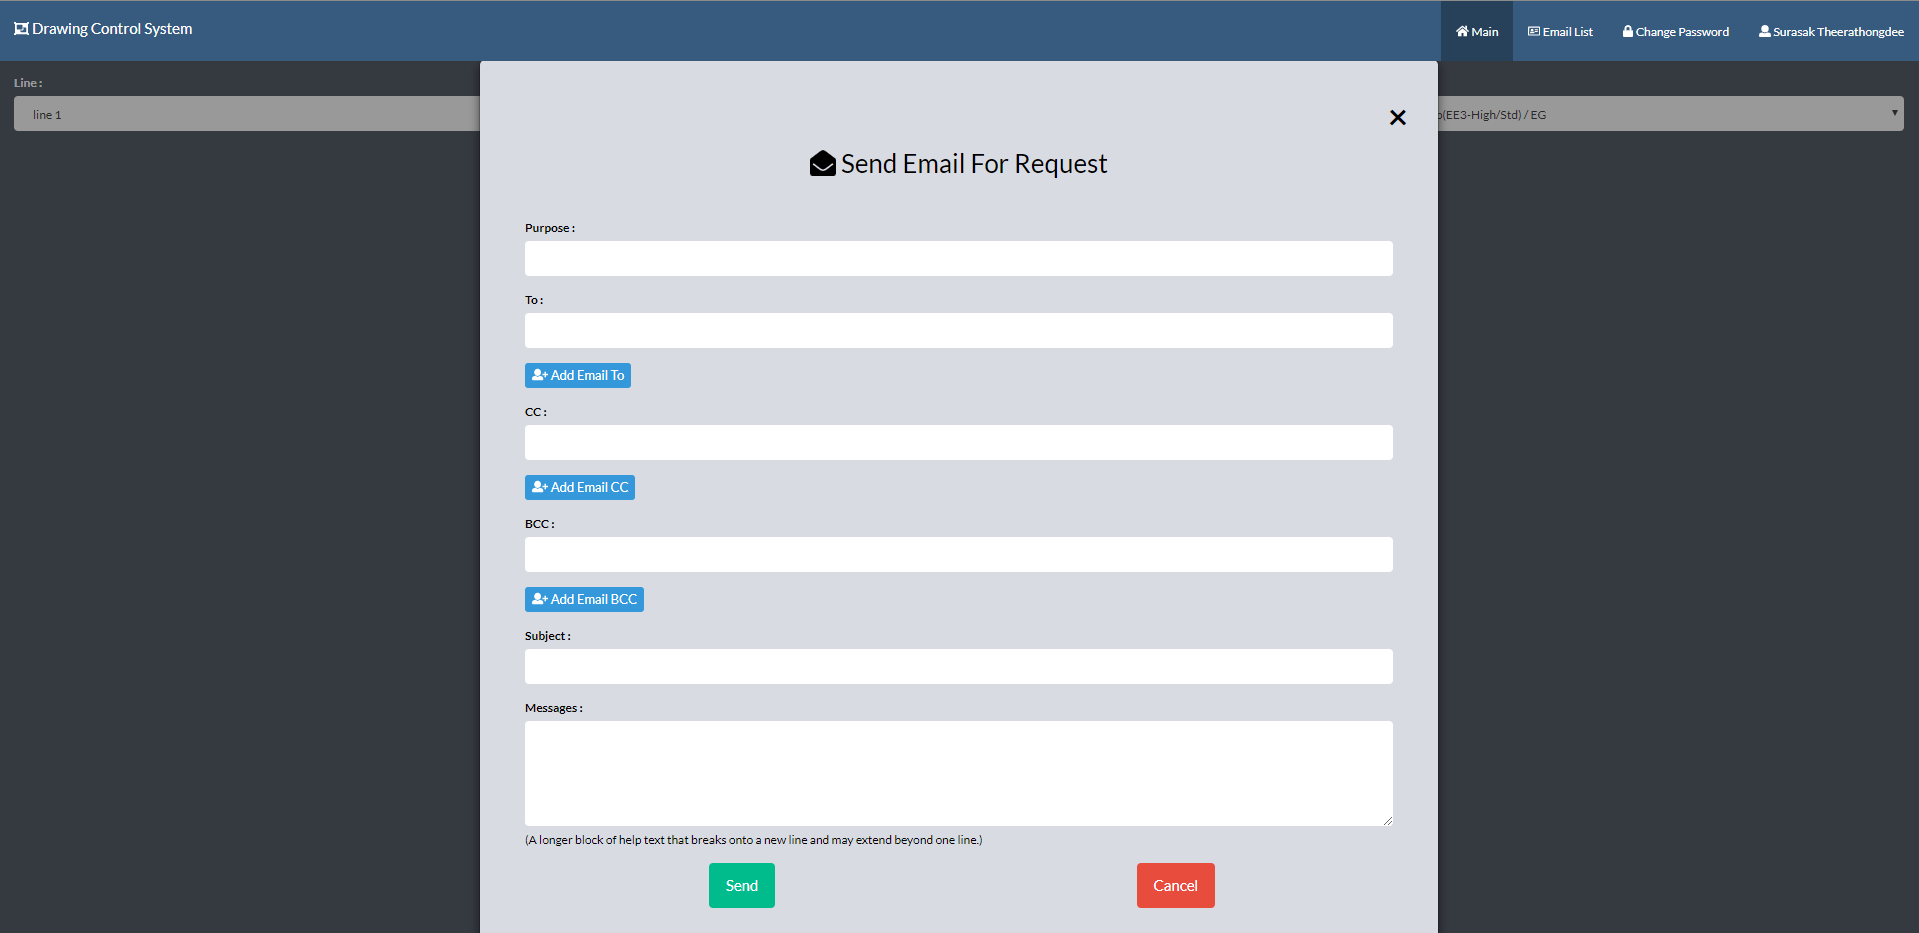 Drawing Control System
Main
Email List
Change Password
Surasak Theerathongdee
Line :
line 1
(EE3-High/Std) / EG
Send Email For Request
Purpose :
To :
Add Email To
CC :
Add Email CC
BCC :
Add Email BCC
Subject :
Messages :
(A longer block of help text that breaks onto a new line and may extend beyond one line.)
Send
Cancel